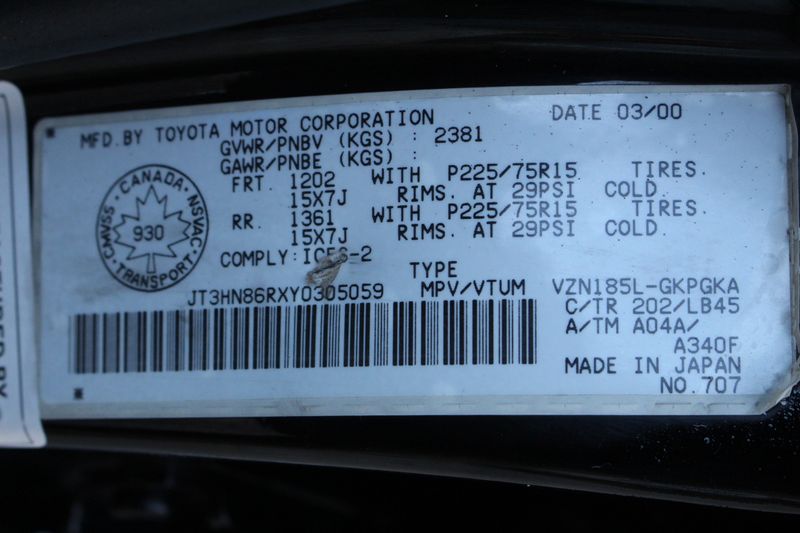 MFD.BY TOYOTA MOTOR CORPORATION DATE 03/00
GVWR/PNBV (KGS) : 2381
GAWR/PNBE (KGS) :
FRT. 1202 WITH P225/75R15 TIRES.
15X7J RIMS. AT 29PSI COLD
RR. 1361 WITH P225/75R15 TIRES.
15X7J RIMS. AT 29PSI COLD.
CANADA
CMVSS · NSVAC
930
TRANSPORT
COMPLY:
TYPE
JT3HN86RXY0305059 MPV/VTUM VZN185L-GKPGKA
C/TR 202/LB45
A/TM A04A/
A340F
MADE IN JAPAN
NO.707